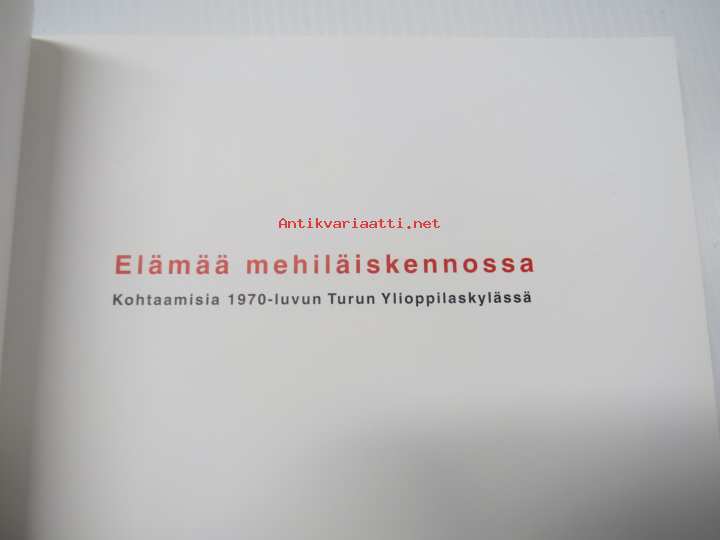 Antikvariaatti.net
Elämää mehiläiskennossa
Kohtaamisia 1970-luvun Turun Ylioppilaskylässä